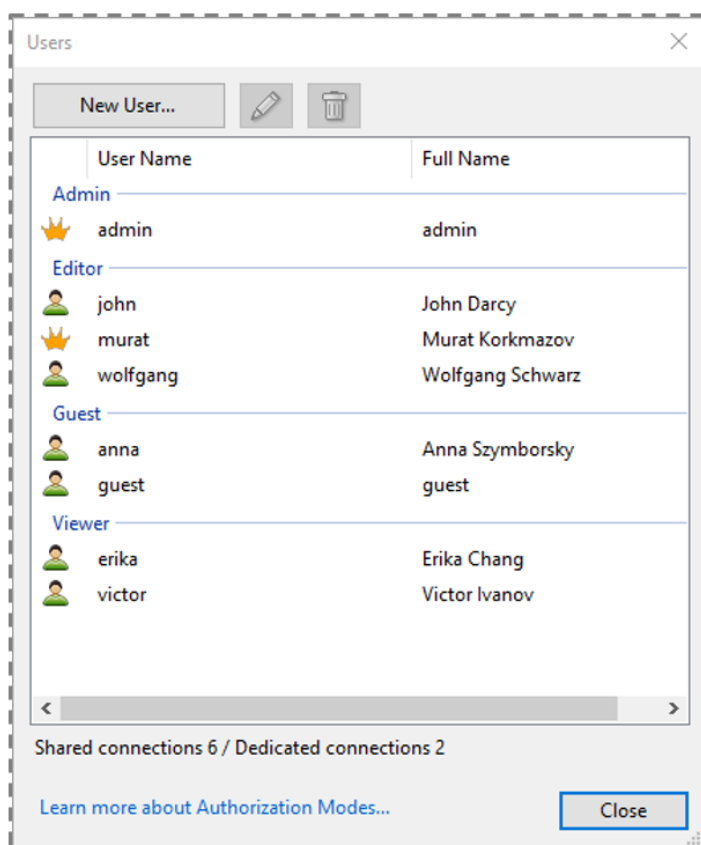 Users
New User...
User Name Full Name
Admin
admin admin
Editor
john John Darcy
murat Murat Korkmazov
wolfgang Wolfgang Schwarz
Guest
anna Anna Szymborsky
guest guest
Viewer
erika Erika Chang
victor Victor Ivanov
Shared connections 6 / Dedicated connections 2
Learn more about Authorization Modes...
Close